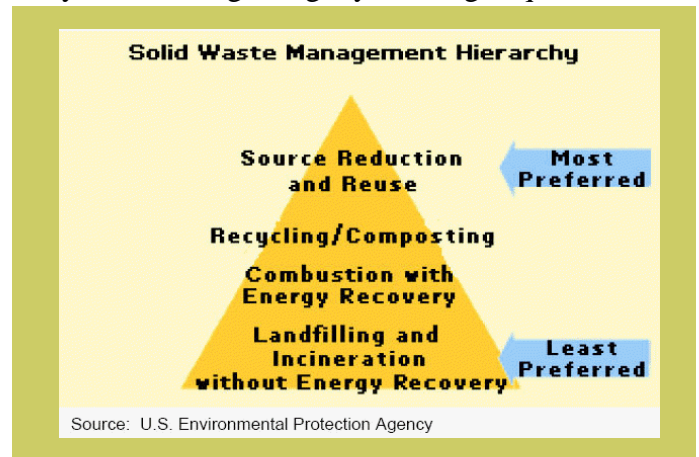 Solid Waste Management Hierarchy
Source Reduction
and Reuse
Most
Preferred
Recycling/Composting
Combustion with
Energy Recovery
Landfilling and
Incineration
without Energy Recovery
Least
Preferred
Source: U.S. Environmental Protection Agency